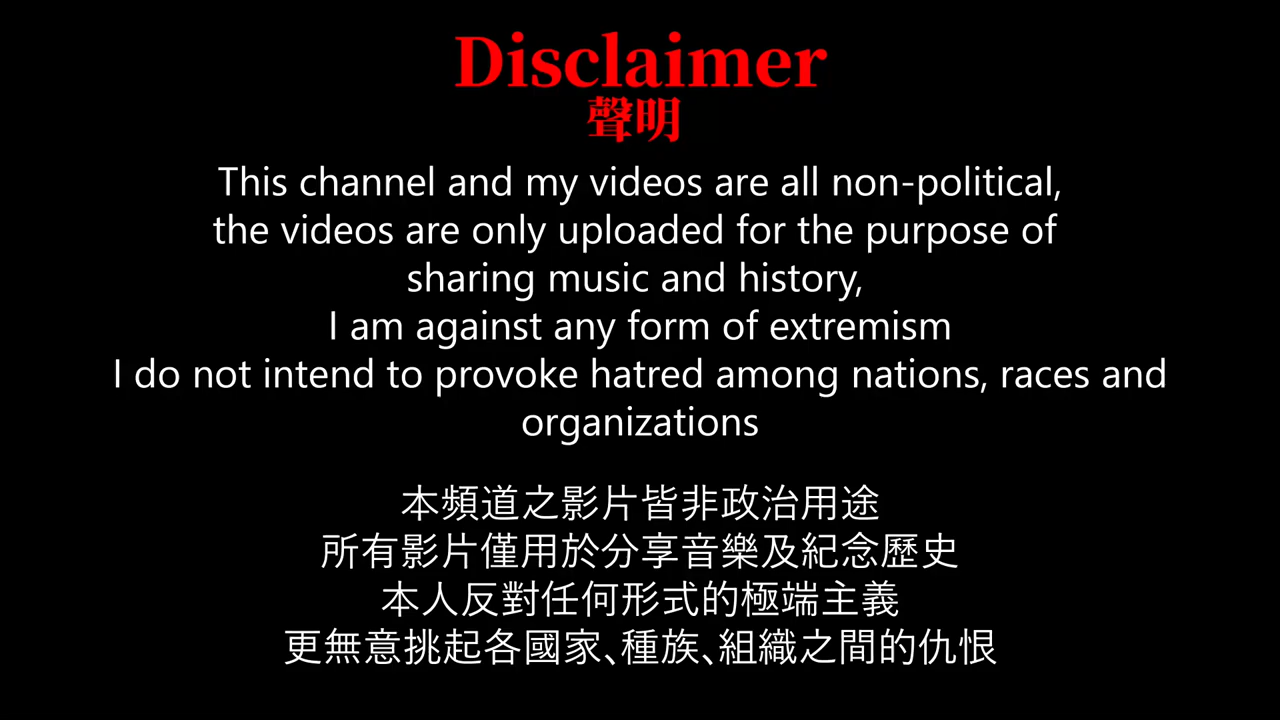 Disclaimer
聲明
This channel and my videos are all non-political,
the videos are only uploaded for the purpose of
sharing music and history,
I am against any form of extremism
I do not intend to provoke hatred among nations, races and
organizations
本頻道之影片皆非政治用途
所有影片僅用於分享音樂及紀念歷史
本人反對任何形式的極端主義
更無意挑起各國家、種族、組織之間的仇恨